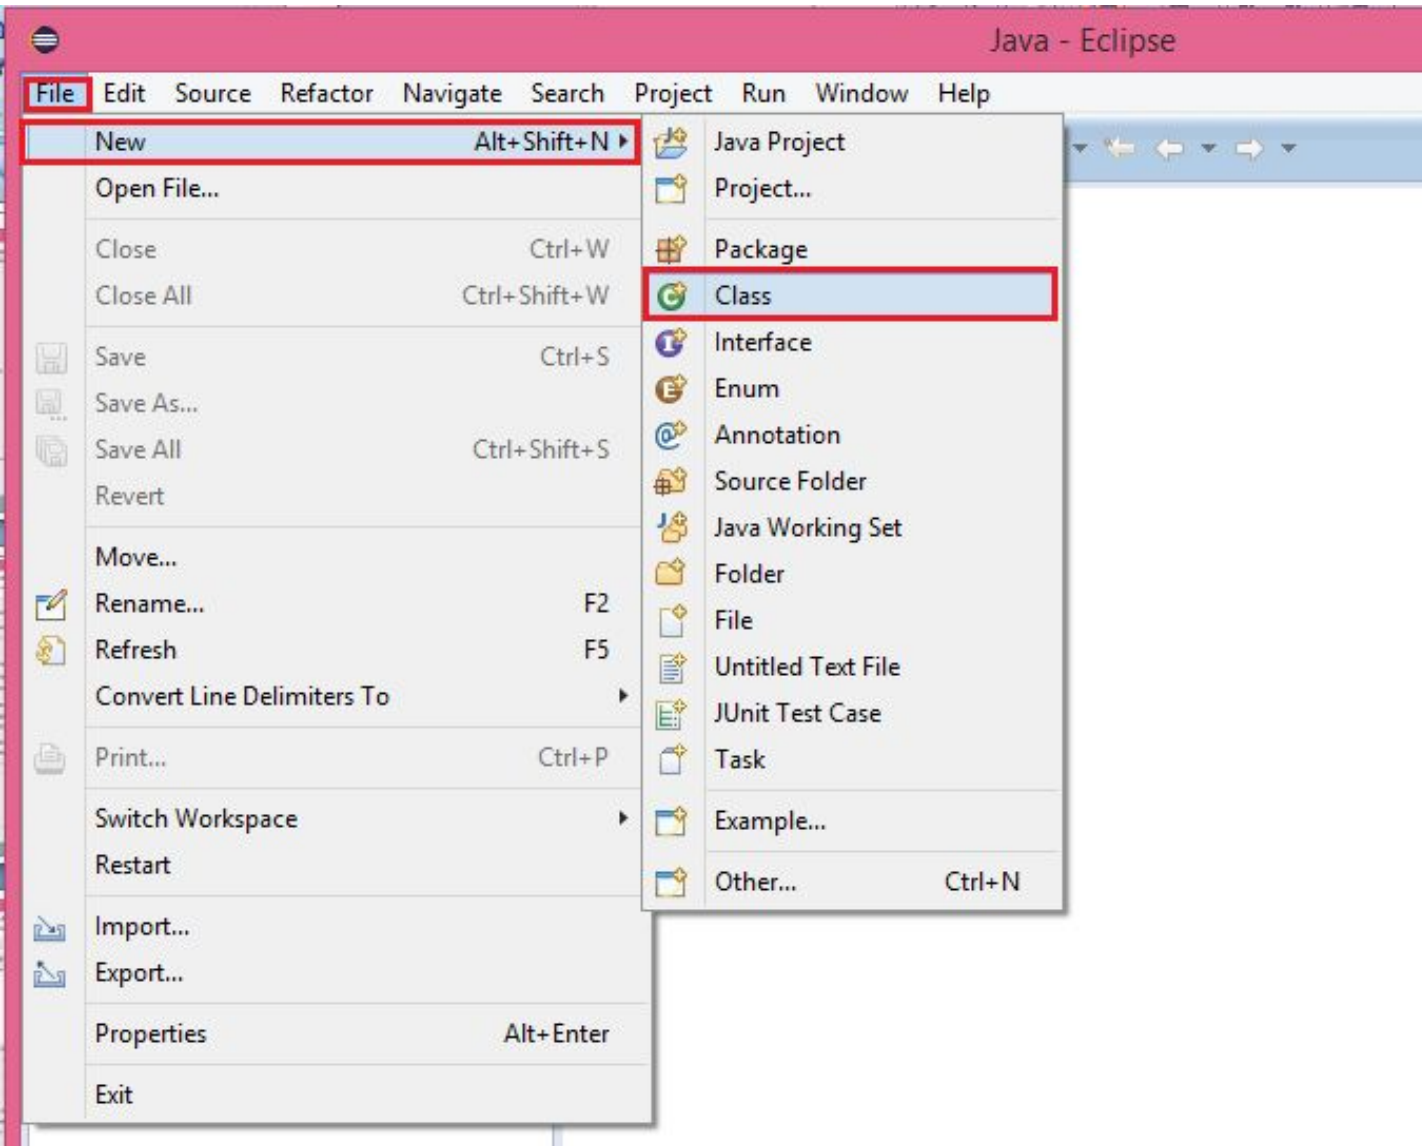 Java - Eclipse
File Edit Source Refactor Navigate Search Project Run Window Help
New Alt+Shift+N
Open File...
Close Ctrl+W
Close All Ctrl+Shift+W
Save Ctrl+S
Save As...
Save All Ctrl+Shift+S
Revert
Move...
Rename... F2
Refresh F5
Convert Line Delimiters To
Print... Ctrl+P
Switch Workspace
Restart
Import...
Export...
Properties Alt+Enter
Exit
Java Project
Project...
Package
Class
Interface
Enum
Annotation
Source Folder
Java Working Set
Folder
File
Untitled Text File
JUnit Test Case
Task
Example...
Other... Ctrl+N